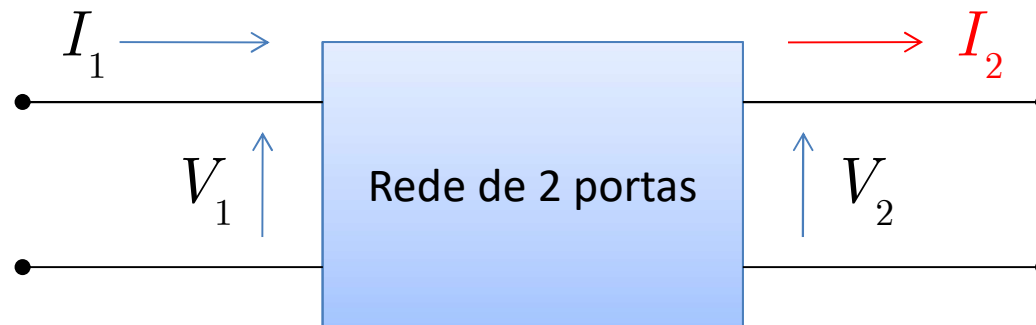 I₁ I₂
V₁ Rede de 2 portas V₂